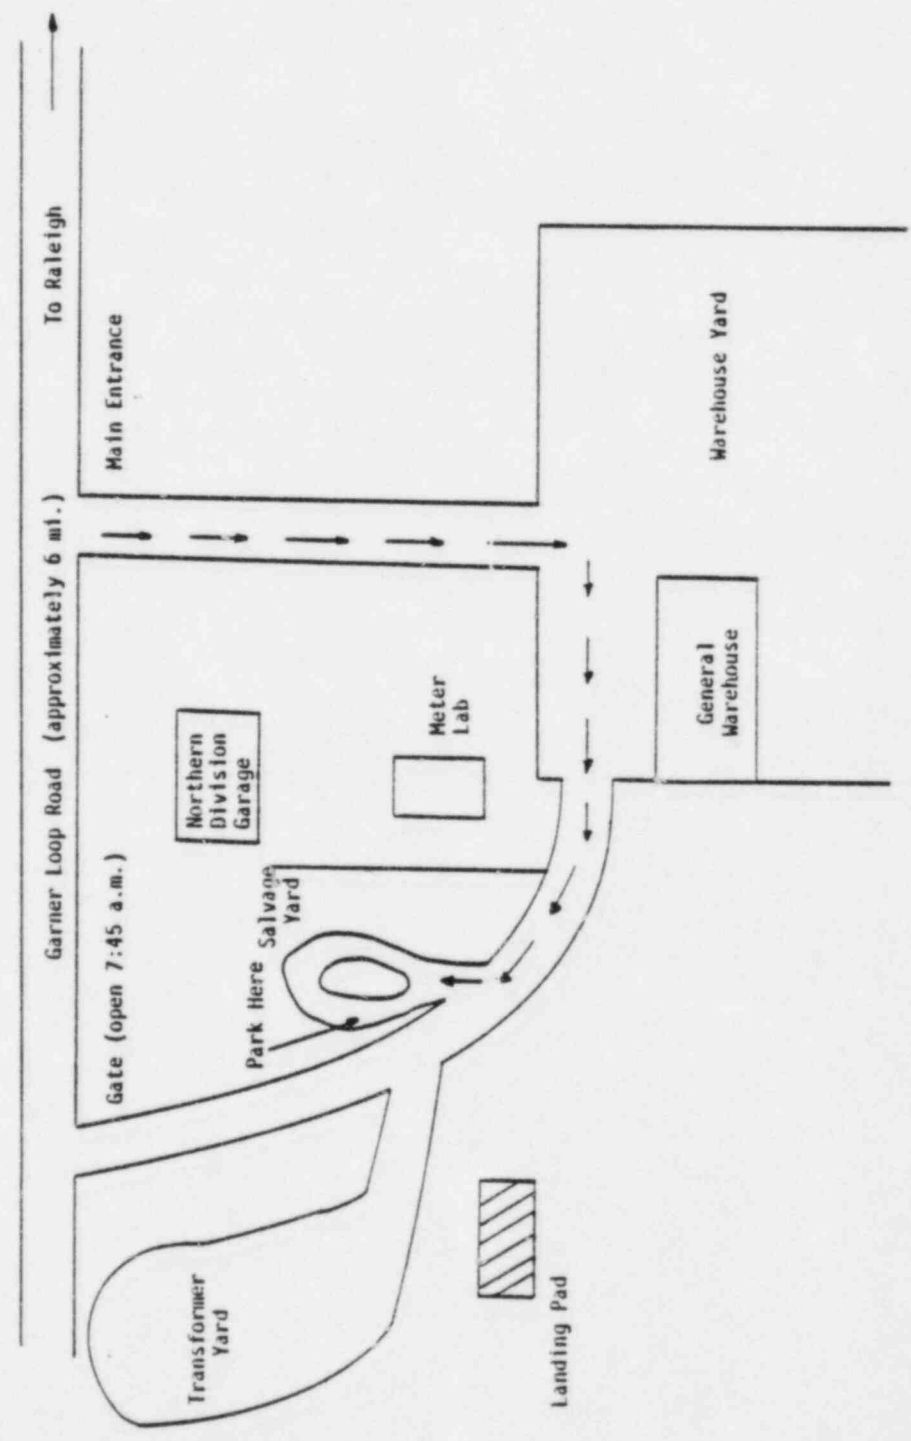 Garner Loop Road (approximately 6 mi.) To Raleigh
Gate (open 7:45 a.m.)
Main Entrance
Transformer
Yard
Northern
Division
Garage
Park Here
Salvage
Yard
Meter
Lab
Landing Pad
General
Warehouse
Warehouse Yard